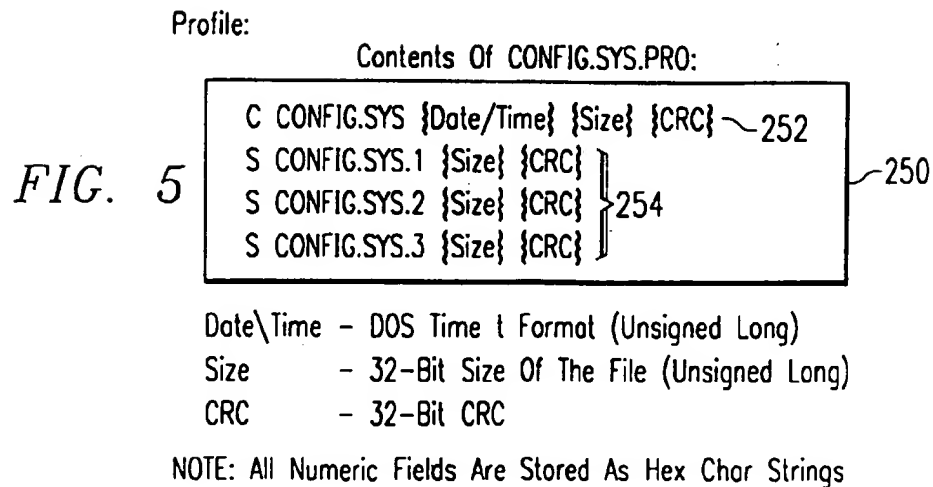 Profile:
Contents Of CONFIG.SYS.PRO:
C CONFIG.SYS {Date/Time} {Size} {CRC} 252
S CONFIG.SYS.1 {Size} {CRC}
S CONFIG.SYS.2 {Size} {CRC} 254
S CONFIG.SYS.3 {Size} {CRC}
250
FIG. 5
Date\Time - DOS Time t Format (Unsigned Long)
Size - 32-Bit Size Of The File (Unsigned Long)
CRC - 32-Bit CRC
NOTE: All Numeric Fields Are Stored As Hex Char Strings